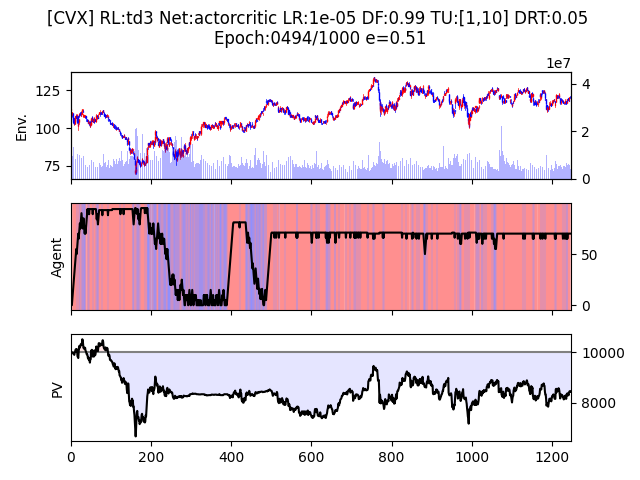 [CVX] RL:td3 Net:actorcritic LR:1e-05 DF:0.99 TU:[1,10] DRT:0.05
Epoch:0494/1000 e=0.51
1e7
125
100
75
Env.
4
2
0
Agent
50
0
PV
10000
8000
0 200 400 600 800 1000 1200